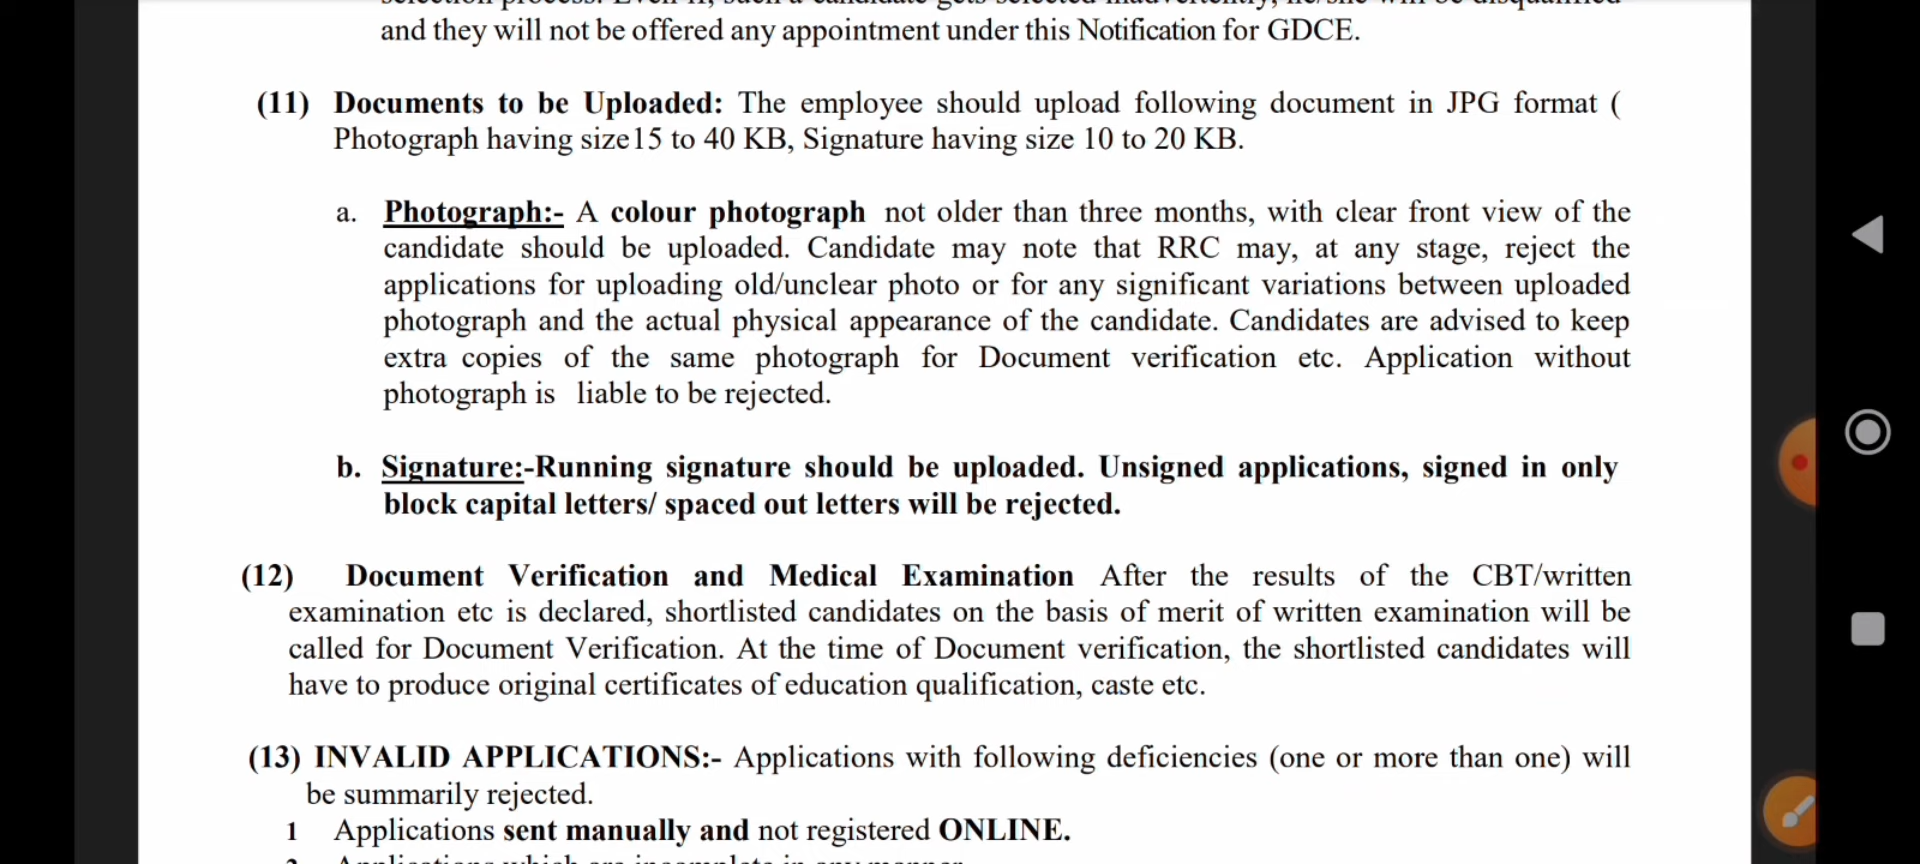 and they will not be offered any appointment under this Notification for GDCE.
(11) Documents to be Uploaded: The employee should upload following document in JPG format (
Photograph having size15 to 40 KB, Signature having size 10 to 20 KB.
a. Photograph:- A colour photograph not older than three months, with clear front view of the
candidate should be uploaded. Candidate may note that RRC may, at any stage, reject the
applications for uploading old/unclear photo or for any significant variations between uploaded
photograph and the actual physical appearance of the candidate. Candidates are advised to keep
extra copies of the same photograph for Document verification etc. Application without
photograph is liable to be rejected.
b. Signature:-Running signature should be uploaded. Unsigned applications, signed in only
block capital letters/ spaced out letters will be rejected.
(12) Document Verification and Medical Examination After the results of the CBT/written
examination etc is declared, shortlisted candidates on the basis of merit of written examination will be
called for Document Verification. At the time of Document verification, the shortlisted candidates will
have to produce original certificates of education qualification, caste etc.
(13) INVALID APPLICATIONS:- Applications with following deficiencies (one or more than one) will
be summarily rejected.
1 Applications sent manually and not registered ONLINE.